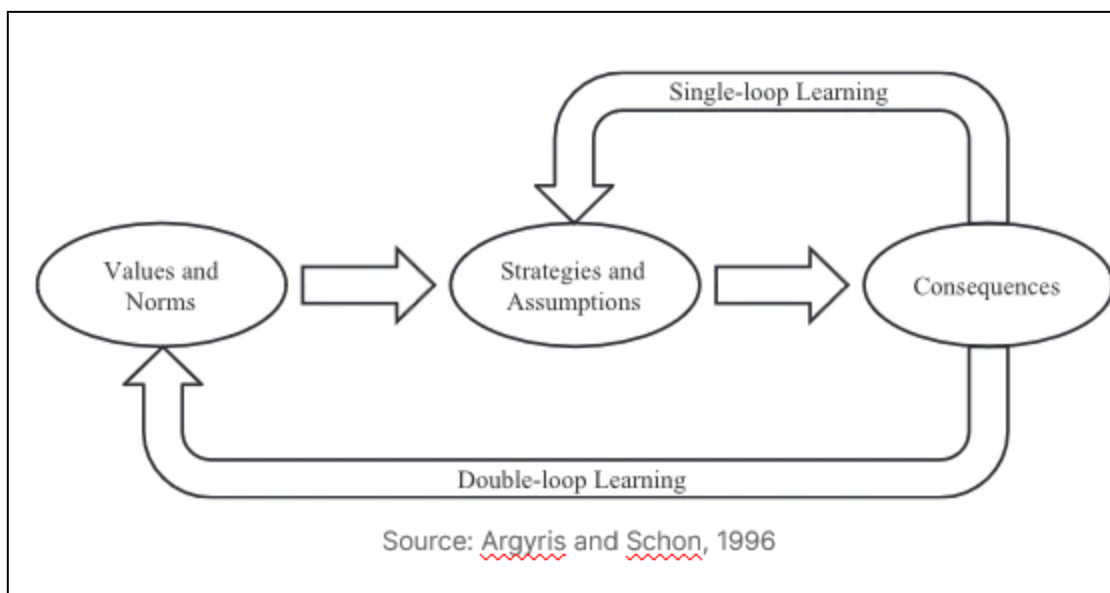 Single-loop Learning
Values and
Norms
Strategies and
Assumptions
Consequences
Double-loop Learning
Source: Argyris and Schon, 1996